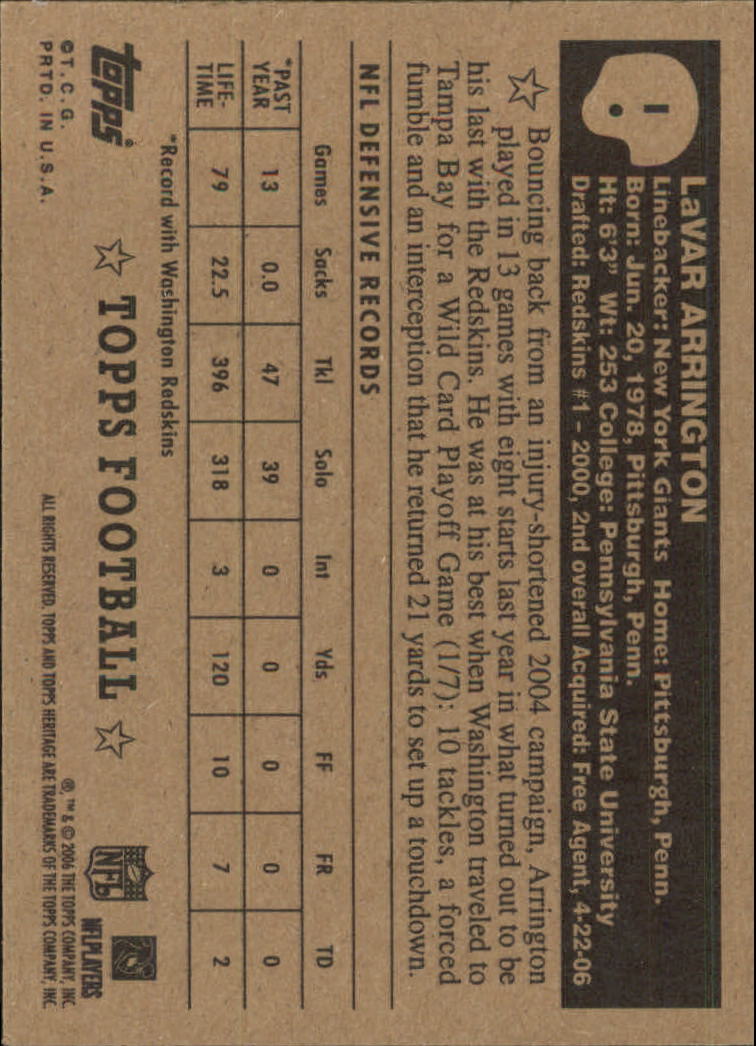 1
LaVAR ARRINGTON
Linebacker: New York Giants Home: Pittsburgh, Penn.
Born: Jun. 20, 1978, Pittsburgh, Penn.
Ht: 6'3" Wt: 253 College: Pennsylvania State University
Drafted: Redskins #1 - 2000, 2nd overall Acquired: Free Agent, 4-22-06
Bouncing back from an injury-shortened 2004 campaign, Arrington
played in 13 games with eight starts last year in what turned out to be
his last with the Redskins. He was at his best when Washington traveled to
Tampa Bay for a Wild Card Playoff Game (1/7): 10 tackles, a forced
fumble and an interception that he returned 21 yards to set up a touchdown.
NFL DEFENSIVE RECORDS
Games Sacks Tkl Solo Int Yds FF FR TD
*PAST
YEAR 13 0.0 47 39 0 0 0 0 0
LIFE-
TIME 79 22.5 396 318 3 120 10 7 2
*Record with Washington Redskins
topps
©T.C.G.
PRTD. IN U.S.A.
TOPPS FOOTBALL
NFL
NFLPLAYERS
®, ™ & © 2006 THE TOPPS COMPANY, INC.
ALL RIGHTS RESERVED. TOPPS AND TOPPS HERITAGE ARE TRADEMARKS OF THE TOPPS COMPANY, INC.